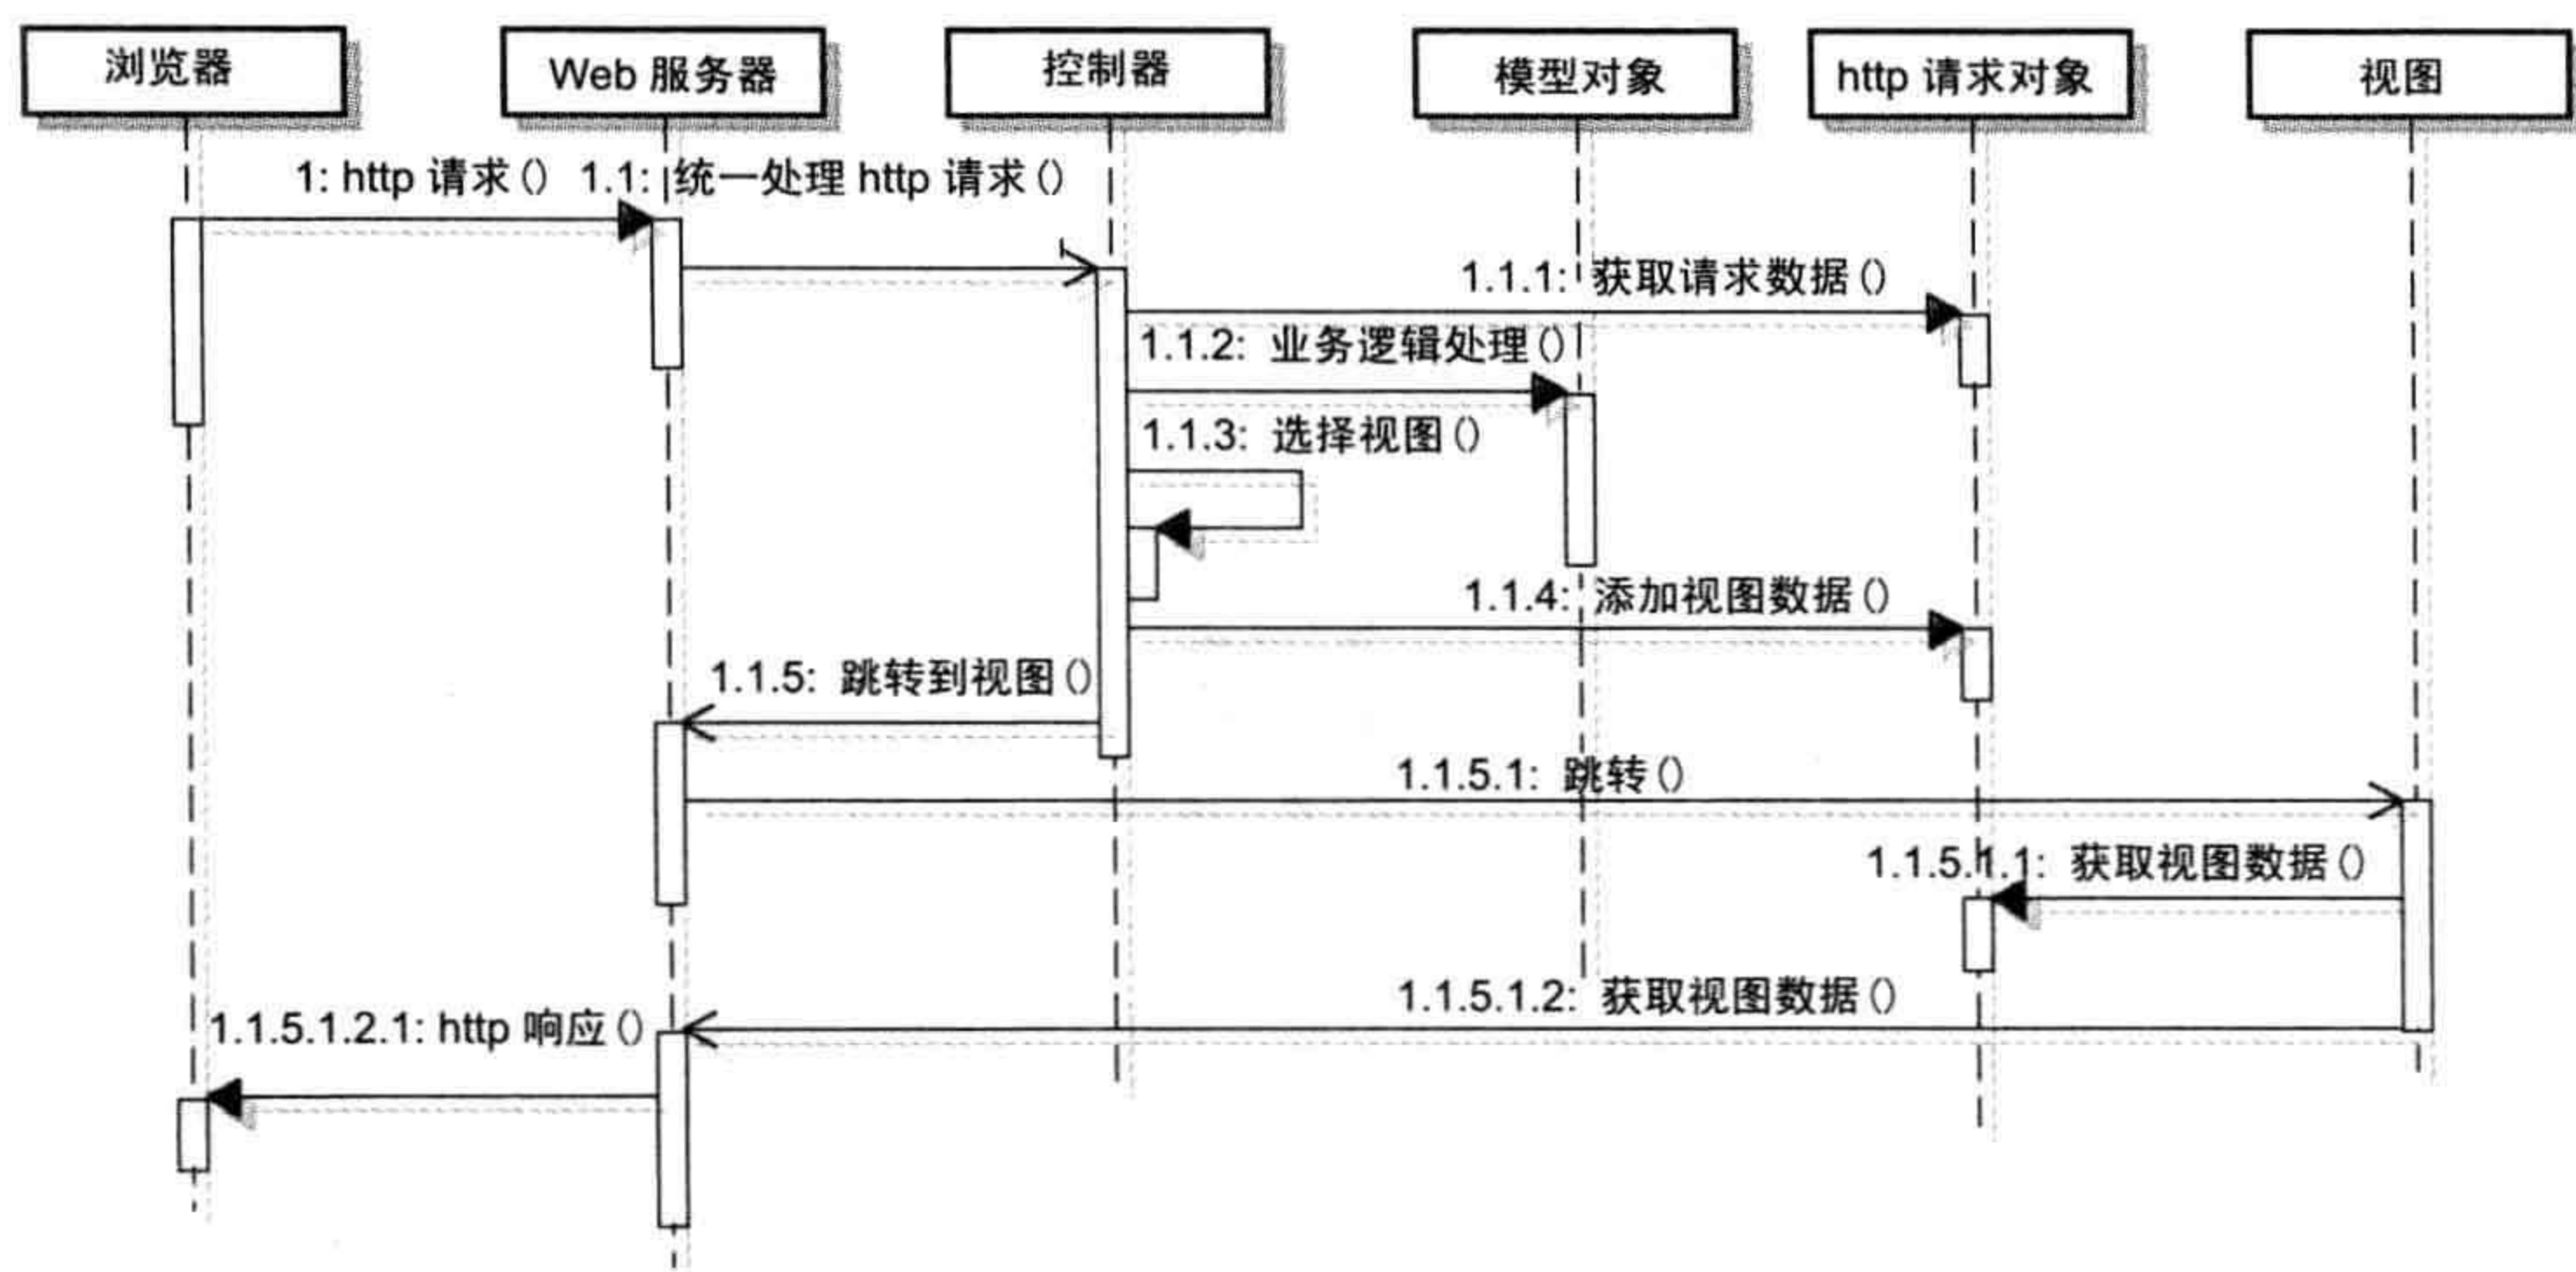 浏览器
Web 服务器
控制器
模型对象
http 请求对象
视图
1: http 请求()
1.1: 统一处理 http 请求()
1.1.1: 获取请求数据()
1.1.2: 业务逻辑处理()
1.1.3: 选择视图()
1.1.4: 添加视图数据()
1.1.5: 跳转到视图()
1.1.5.1: 跳转()
1.1.5.1.1: 获取视图数据()
1.1.5.1.2: 获取视图数据()
1.1.5.1.2.1: http 响应()